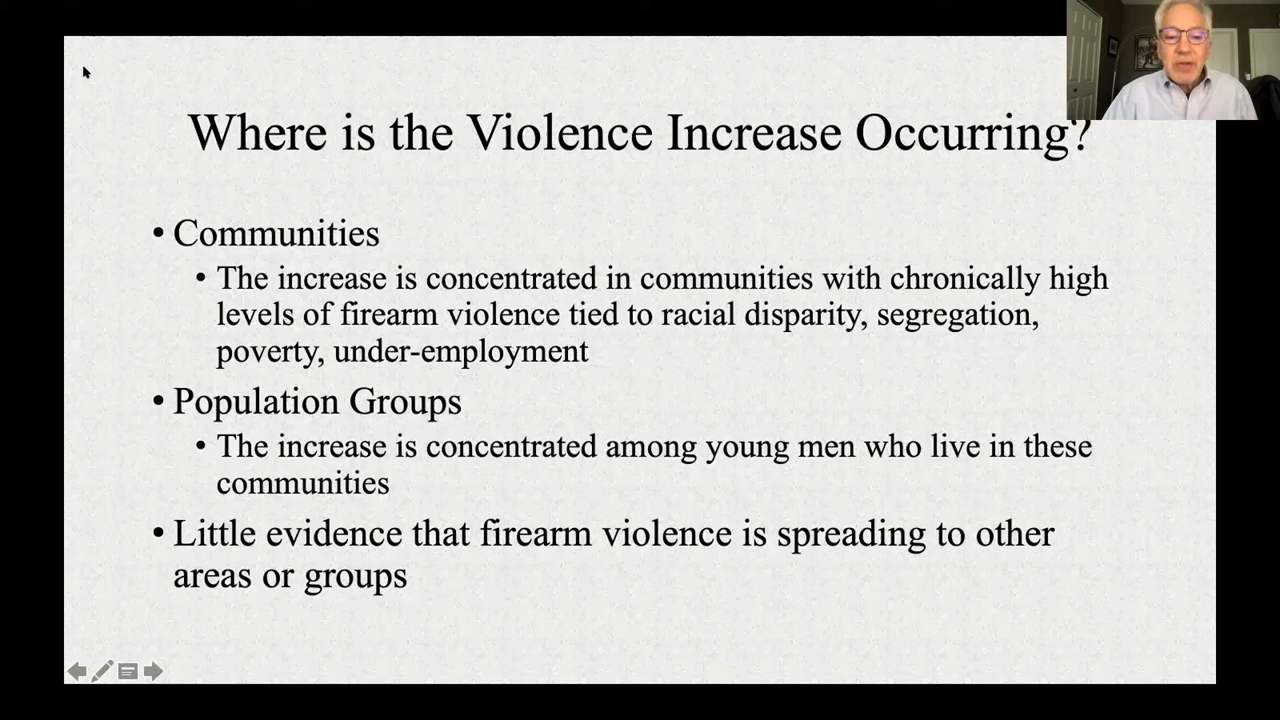 Where is the Violence Increase Occurring?
• Communities
• The increase is concentrated in communities with chronically high
levels of firearm violence tied to racial disparity, segregation,
poverty, under-employment
• Population Groups
• The increase is concentrated among young men who live in these
communities
• Little evidence that firearm violence is spreading to other
areas or groups